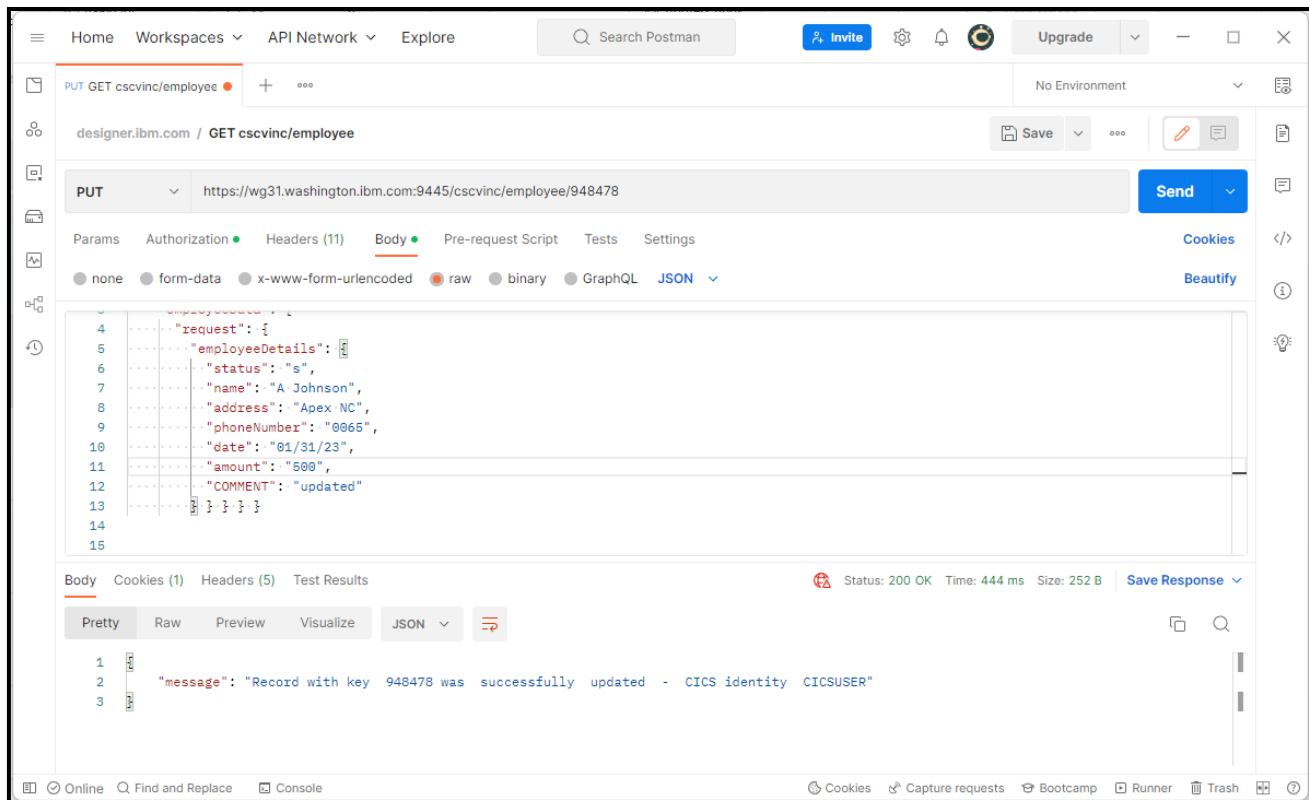 Home Workspaces API Network Explore Search Postman Invite Upgrade
PUT GET cscvinc/employee No Environment
designer.ibm.com / GET cscvinc/employee Save
PUT https://wg31.washington.ibm.com:9445/cscvinc/employee/948478 Send
Params Authorization Headers (11) Body Pre-request Script Tests Settings Cookies
none form-data x-www-form-urlencoded raw binary GraphQL JSON Beautify
4 "request": {
5 "employeeDetails": {
6 "status": "s",
7 "name": "A Johnson",
8 "address": "Apex NC",
9 "phoneNumber": "0065",
10 "date": "01/31/23",
11 "amount": "500",
12 "COMMENT": "updated"
13 } } } } }
14
15
Body Cookies (1) Headers (5) Test Results Status: 200 OK Time: 444 ms Size: 252 B Save Response
Pretty Raw Preview Visualize JSON
1 {
2 "message": "Record with key 948478 was successfully updated - CICS identity CICSUSER"
3 }
Online Find and Replace Console Cookies Capture requests Bootcamp Runner Trash